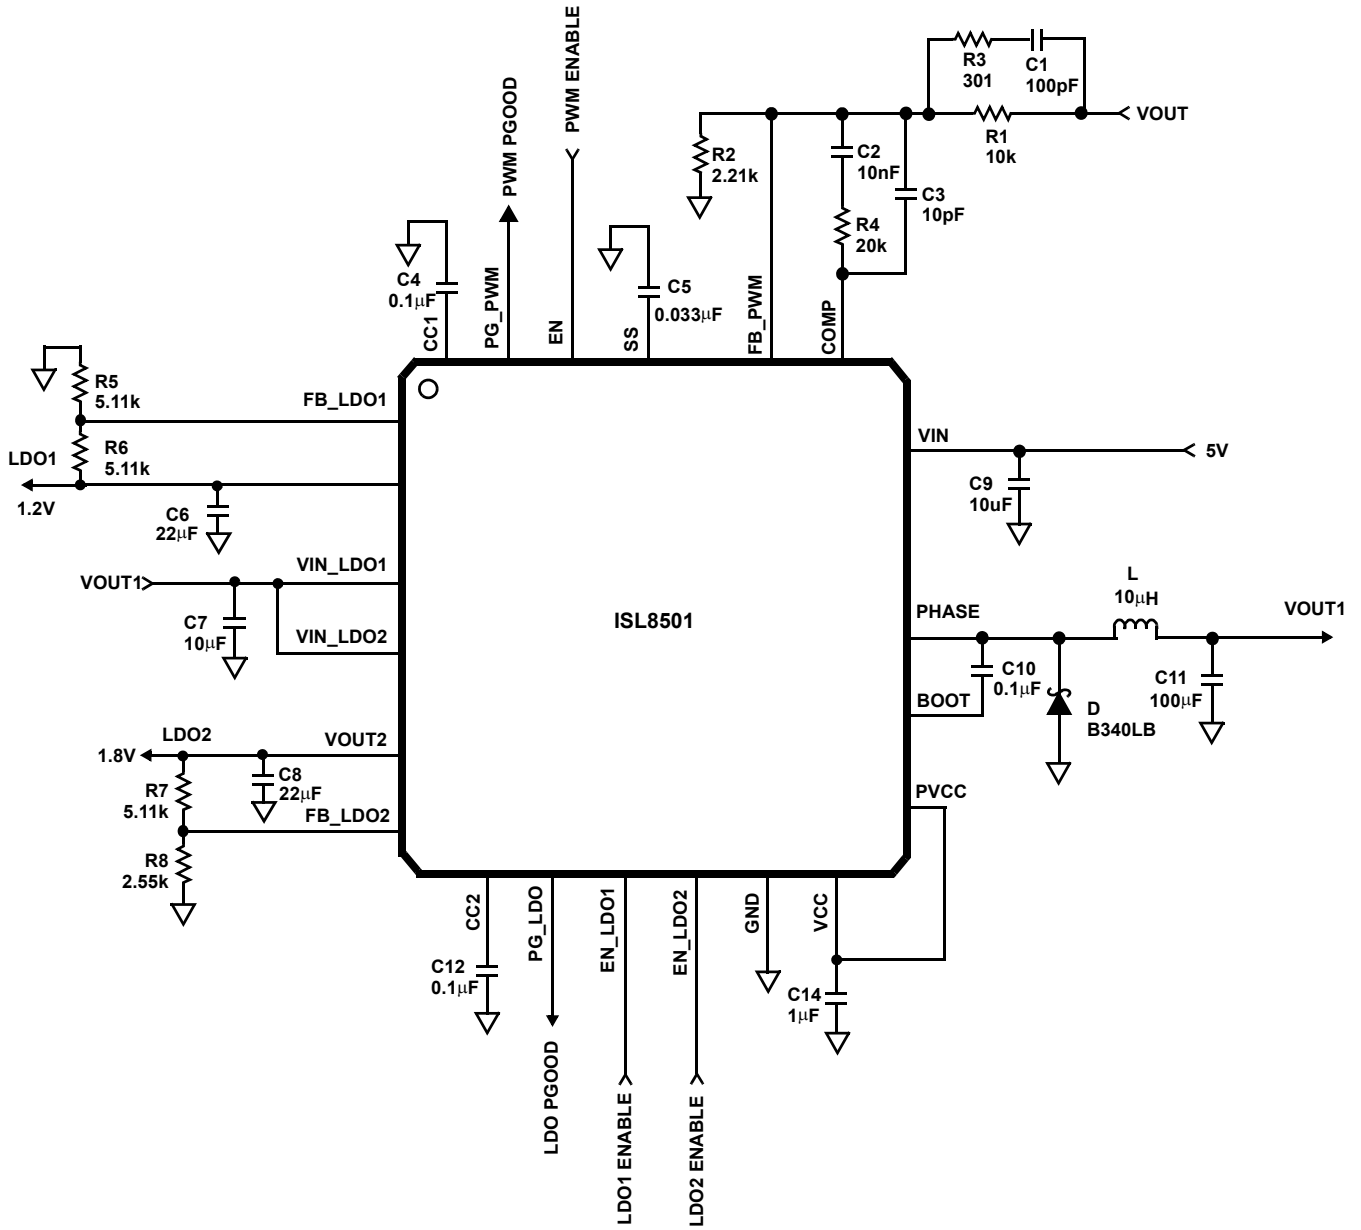 PWM ENABLE
PWM PGOOD
R3
301
C1
100pF
VOUT
R1
10k
R2
2.21k
C2
10nF
C3
10pF
R4
20k
C4
0.1μF
C5
0.033μF
CC1
PG_PWM
EN
SS
FB_PWM
COMP
R5
5.11k
FB_LDO1
R6
5.11k
LDO1
1.2V
C6
22μF
VIN
5V
C9
10uF
VOUT1
VIN_LDO1
C7
10μF
VIN_LDO2
ISL8501
PHASE
L
10μH
VOUT1
C10
0.1μF
C11
100μF
BOOT
D
B340LB
LDO2
1.8V
VOUT2
C8
22μF
R7
5.11k
FB_LDO2
R8
2.55k
PVCC
CC2
PG_LDO
EN_LDO1
EN_LDO2
GND
VCC
C12
0.1μF
C14
1μF
LDO PGOOD
LDO1 ENABLE
LDO2 ENABLE